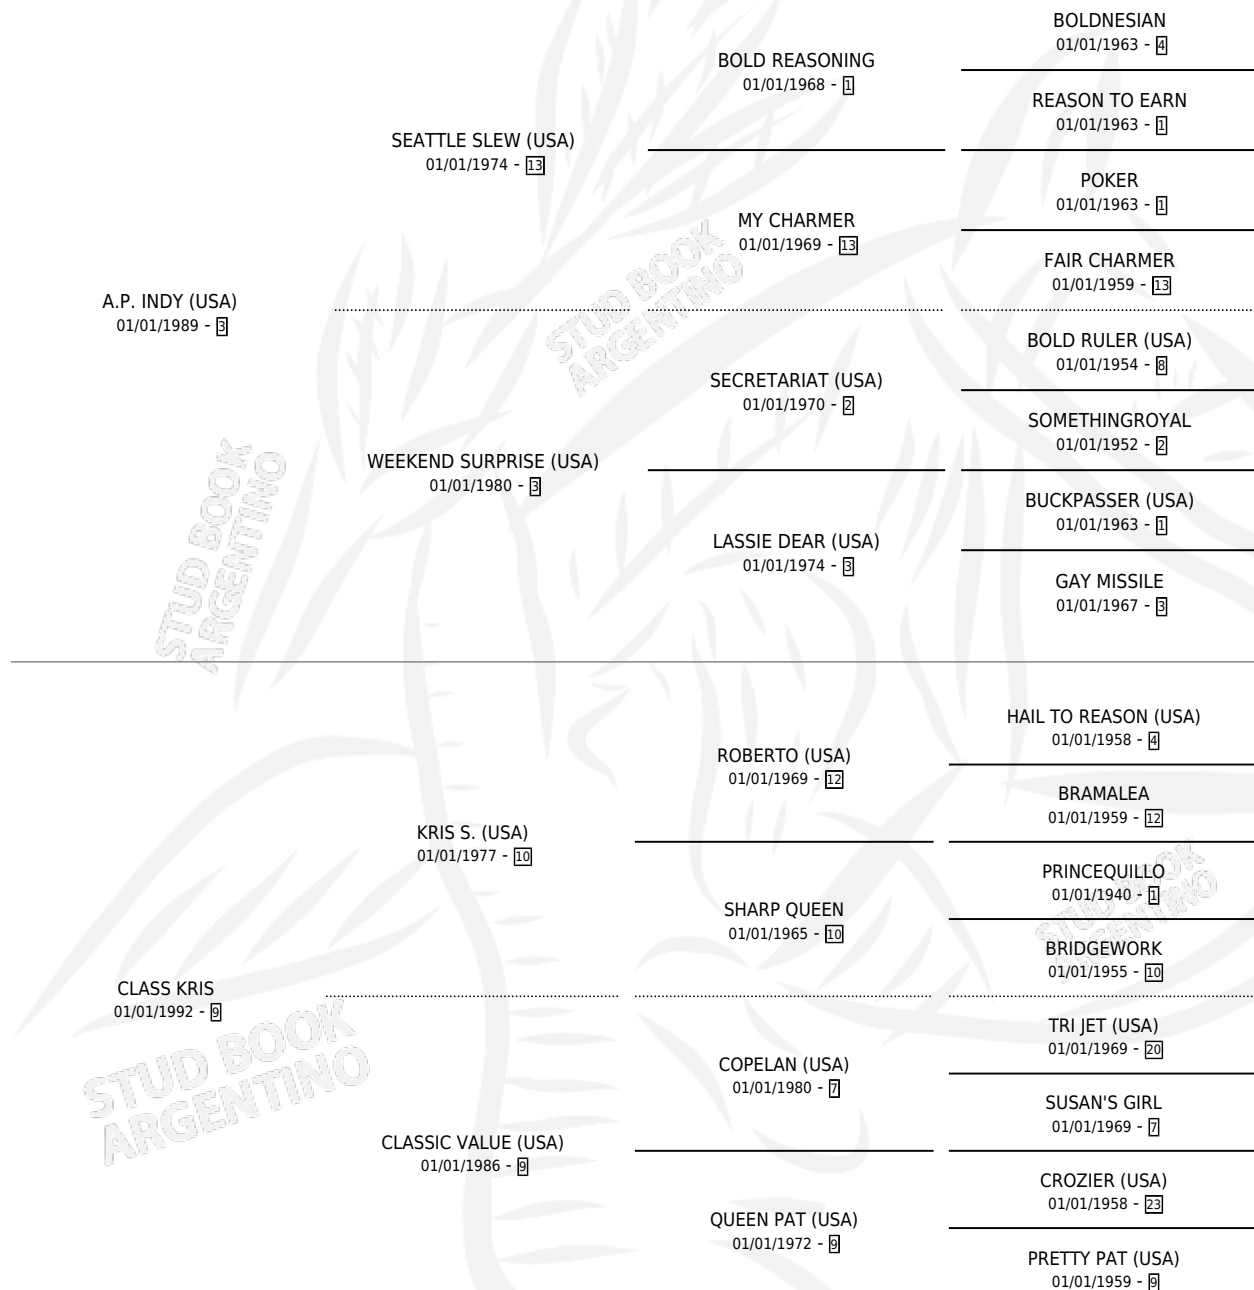 BOLDNESIAN
01/01/1963 - 4
BOLD REASONING
01/01/1968 - 1
REASON TO EARN
01/01/1963 - 1
SEATTLE SLEW (USA)
01/01/1974 - 13
POKER
01/01/1963 - 1
MY CHARMER
01/01/1969 - 13
FAIR CHARMER
01/01/1959 - 13
A.P. INDY (USA)
01/01/1989 - 3
STUD BOOK
ARGENTINO
BOLD RULER (USA)
01/01/1954 - 8
SECRETARIAT (USA)
01/01/1970 - 2
SOMETHINGROYAL
01/01/1952 - 2
WEEKEND SURPRISE (USA)
01/01/1980 - 3
BUCKPASSER (USA)
01/01/1963 - 1
LASSIE DEAR (USA)
01/01/1974 - 3
GAY MISSILE
01/01/1967 - 3
STUD BOOK
ARGENTINO
HAIL TO REASON (USA)
01/01/1958 - 4
ROBERTO (USA)
01/01/1969 - 12
BRAMALEA
01/01/1959 - 12
KRIS S. (USA)
01/01/1977 - 10
PRINCEQUILLO
01/01/1940 - 1
SHARP QUEEN
01/01/1965 - 10
STUD BOOK
ARGENTINO
BRIDGEWORK
01/01/1955 - 10
CLASS KRIS
01/01/1992 - 9
TRI JET (USA)
01/01/1969 - 20
COPELAN (USA)
01/01/1980 - 7
STUD BOOK
ARGENTINO
SUSAN'S GIRL
01/01/1969 - 7
CLASSIC VALUE (USA)
01/01/1986 - 9
CROZIER (USA)
01/01/1958 - 23
QUEEN PAT (USA)
01/01/1972 - 9
PRETTY PAT (USA)
01/01/1959 - 9